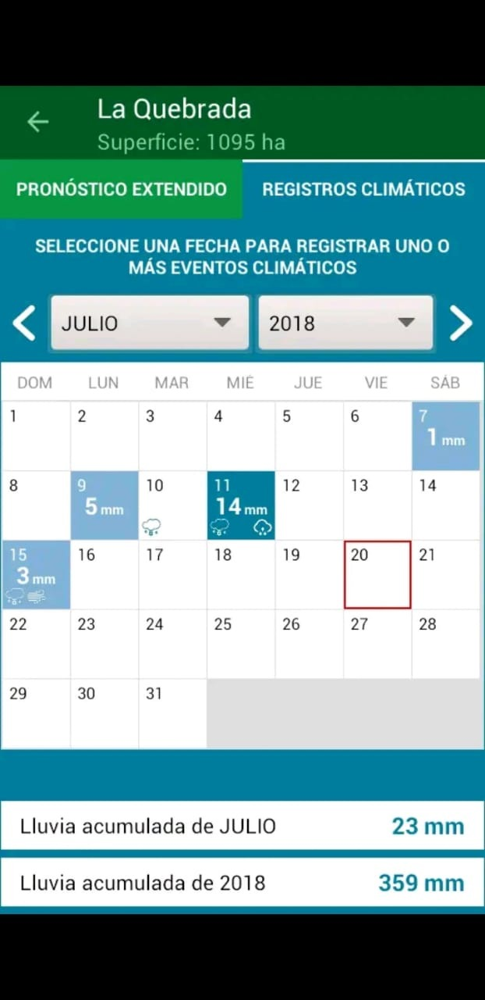 La Quebrada
Superficie: 1095 ha
PRONÓSTICO EXTENDIDO REGISTROS CLIMÁTICOS
SELECCIONE UNA FECHA PARA REGISTRAR UNO O
MÁS EVENTOS CLIMÁTICOS
JULIO 2018
DOM LUN MAR MIÉ JUE VIE SÁB
1 2 3 4 5 6 7
1 mm
8 9 10 11 12 13 14
5 mm 14 mm
15 16 17 18 19 20 21
3 mm
22 23 24 25 26 27 28
29 30 31
Lluvia acumulada de JULIO 23 mm
Lluvia acumulada de 2018 359 mm